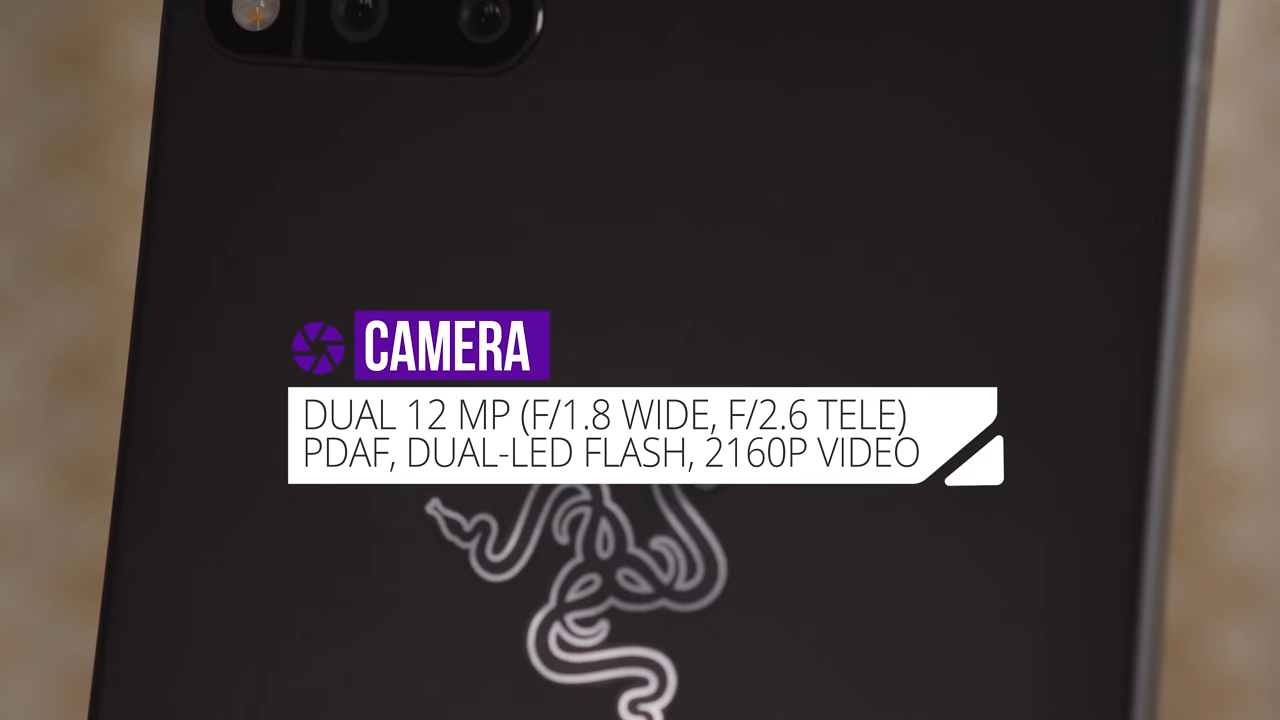 CAMERA
DUAL 12 MP (F/1.8 WIDE, F/2.6 TELE)
PDAF, DUAL-LED FLASH, 2160P VIDEO